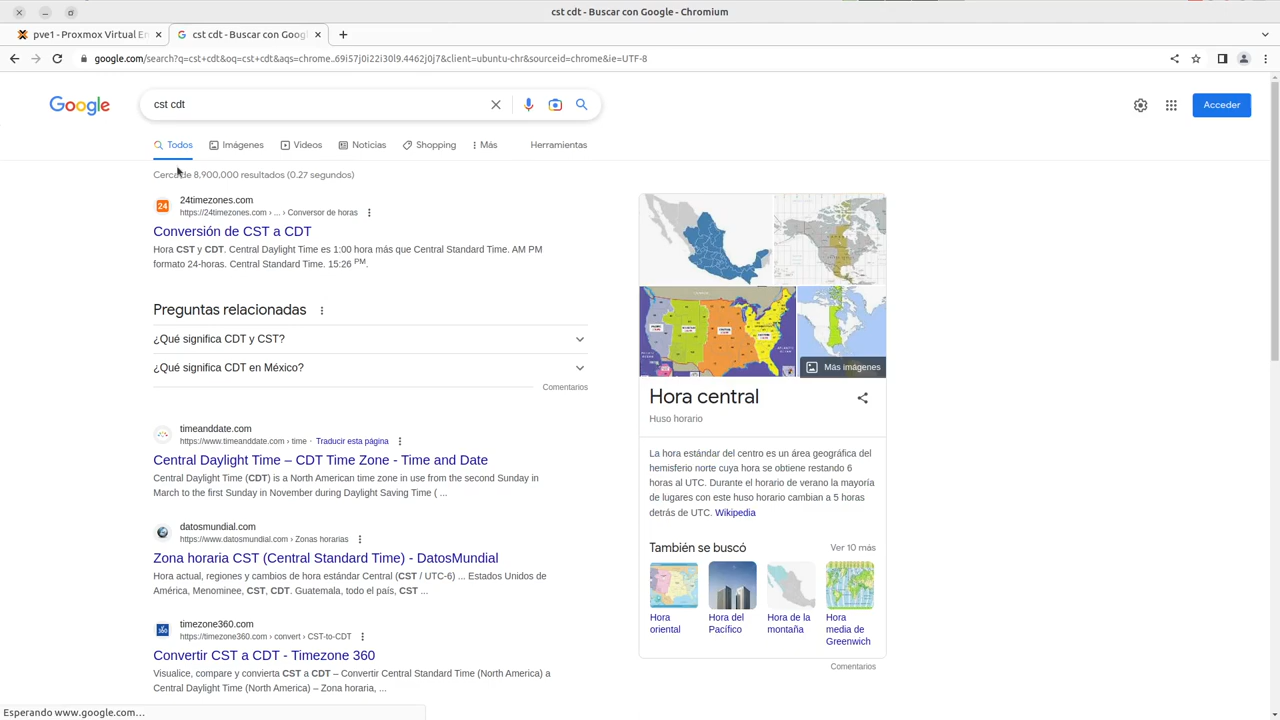 cst cdt - Buscar con Google - Chromium
pve1 - Proxmox Virtual En
cst cdt - Buscar con Googl
google.com/search?q=cst+cdt&oq=cst+cdt&aqs=chrome..69i57j0i22i30l9.4462j0j7&client=ubuntu-chr&sourceid=chrome&ie=UTF-8
Google
cst cdt
Acceder
Todos
Imágenes
Videos
Noticias
Shopping
Más
Herramientas
Cerca de 8,900,000 resultados (0.27 segundos)
24
24timezones.com
https://24timezones.com › ... › Conversor de horas
Conversión de CST a CDT
Hora CST y CDT. Central Daylight Time es 1:00 hora más que Central Standard Time. AM PM
formato 24-horas. Central Standard Time. 15:26 PM.
Preguntas relacionadas
¿Qué significa CDT y CST?
¿Qué significa CDT en México?
Comentarios
timeanddate.com
https://www.timeanddate.com › time · Traducir esta página
Central Daylight Time – CDT Time Zone - Time and Date
Central Daylight Time (CDT) is a North American time zone in use from the second Sunday in
March to the first Sunday in November during Daylight Saving Time ( ...
datosmundial.com
https://www.datosmundial.com › Zonas horarias
Zona horaria CST (Central Standard Time) - DatosMundial
Hora actual, regiones y cambios de hora estándar Central (CST / UTC-6) ... Estados Unidos de
América, Menominee, CST, CDT. Guatemala, todo el país, CST ...
timezone360.com
https://timezone360.com › convert › CST-to-CDT
Convertir CST a CDT - Timezone 360
Visualice, compare y convierta CST a CDT – Convertir Central Standard Time (North America) a
Central Daylight Time (North America) – Zona horaria, ...
Más imágenes
Hora central
Huso horario
La hora estándar del centro es un área geográfica del
hemisferio norte cuya hora se obtiene restando 6
horas al UTC. Durante el horario de verano la mayoría
de lugares con este huso horario cambian a 5 horas
detrás de UTC. Wikipedia
También se buscó
Ver 10 más
Hora
oriental
Hora del
Pacífico
Hora de la
montaña
Hora
media de
Greenwich
Comentarios
Esperando www.google.com…